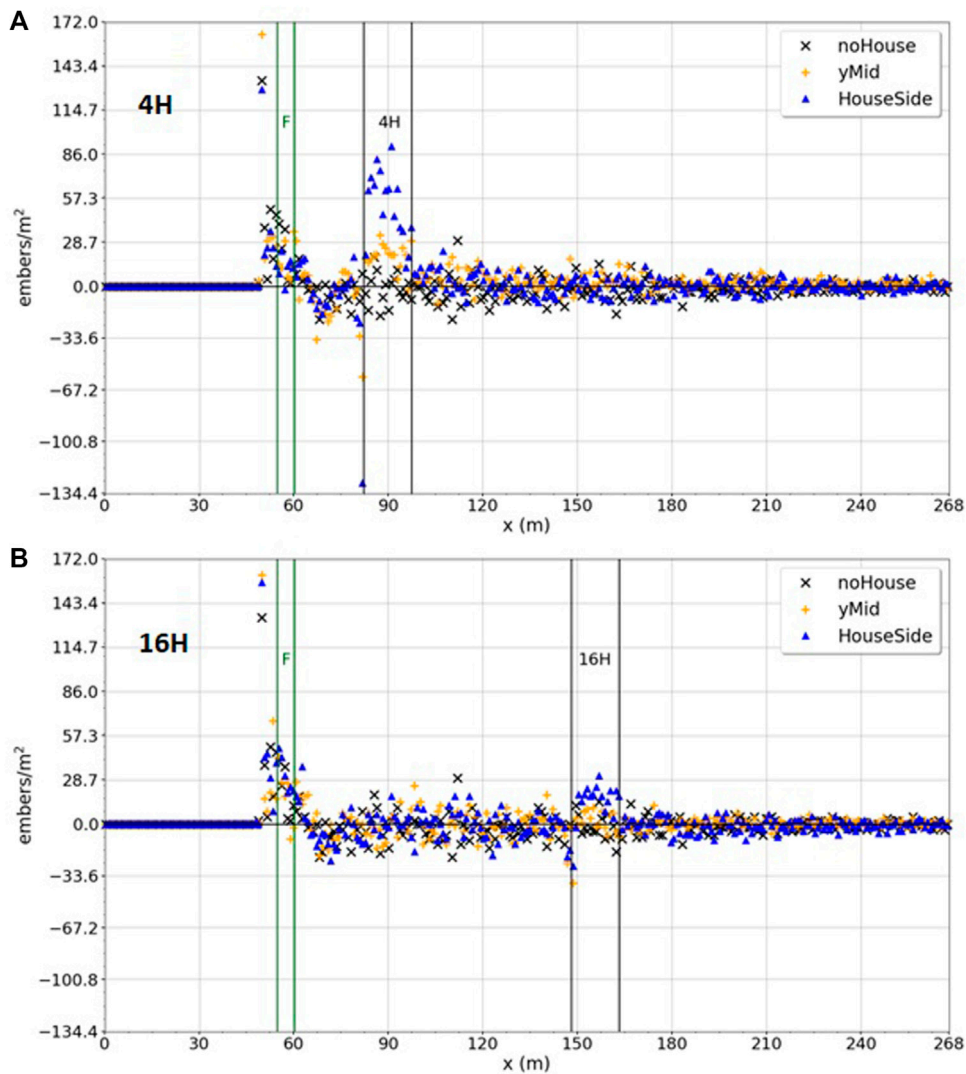 A
172.0
143.4
114.7
86.0
57.3
28.7
0.0
−33.6
−67.2
−100.8
−134.4
embers/m²
4H
F
4H
noHouse
yMid
HouseSide
0 30 60 90 120 150 180 210 240 268
x (m)
B
172.0
143.4
114.7
86.0
57.3
28.7
0.0
−33.6
−67.2
−100.8
−134.4
embers/m²
16H
F
16H
noHouse
yMid
HouseSide
0 30 60 90 120 150 180 210 240 268
x (m)